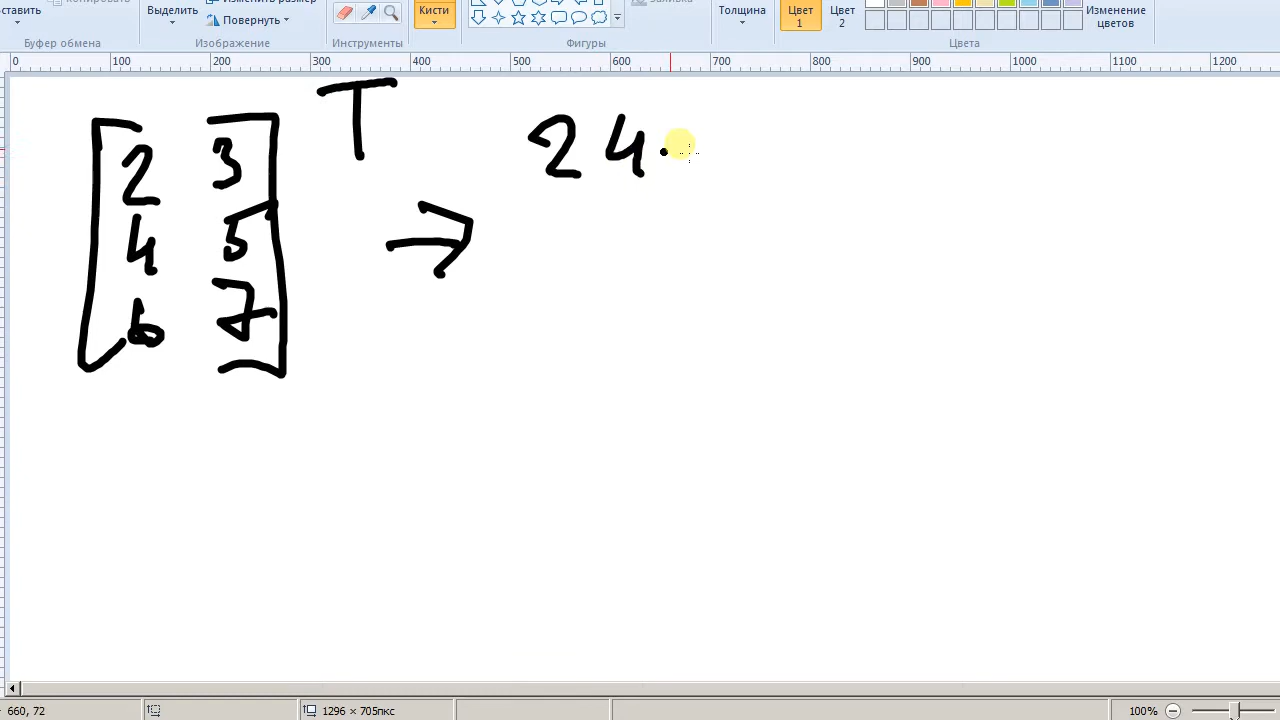 ставить
копировать
Выделить
Изменить размер
Повернуть
Кисти
Заливка
Толщина
Цвет 1
Цвет 2
Изменение цветов
Буфер обмена
Изображение
Инструменты
Фигуры
Цвета
0 100 200 300 400 500 600 700 800 900 1000 1100 1200
T
2 3
4 5
6 7
→
2 4
660, 72
1296 × 705пкс
100%